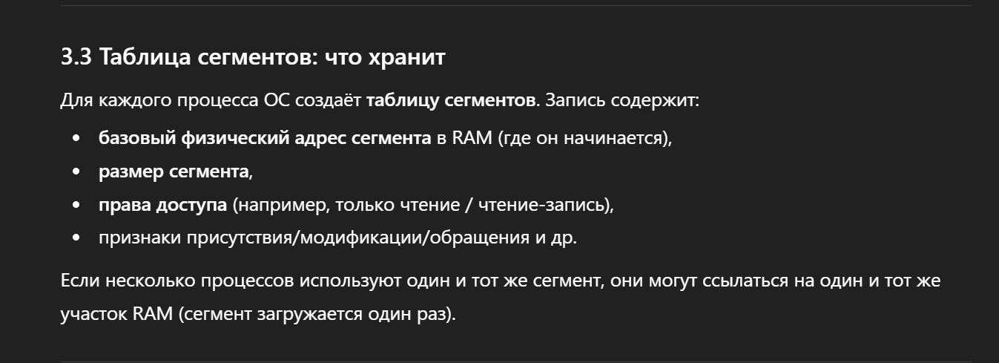 3.3 Таблица сегментов: что хранит
Для каждого процесса ОС создаёт таблицу сегментов. Запись содержит:
• базовый физический адрес сегмента в RAM (где он начинается),
• размер сегмента,
• права доступа (например, только чтение / чтение-запись),
• признаки присутствия/модификации/обращения и др.
Если несколько процессов используют один и тот же сегмент, они могут ссылаться на один и тот же
участок RAM (сегмент загружается один раз).